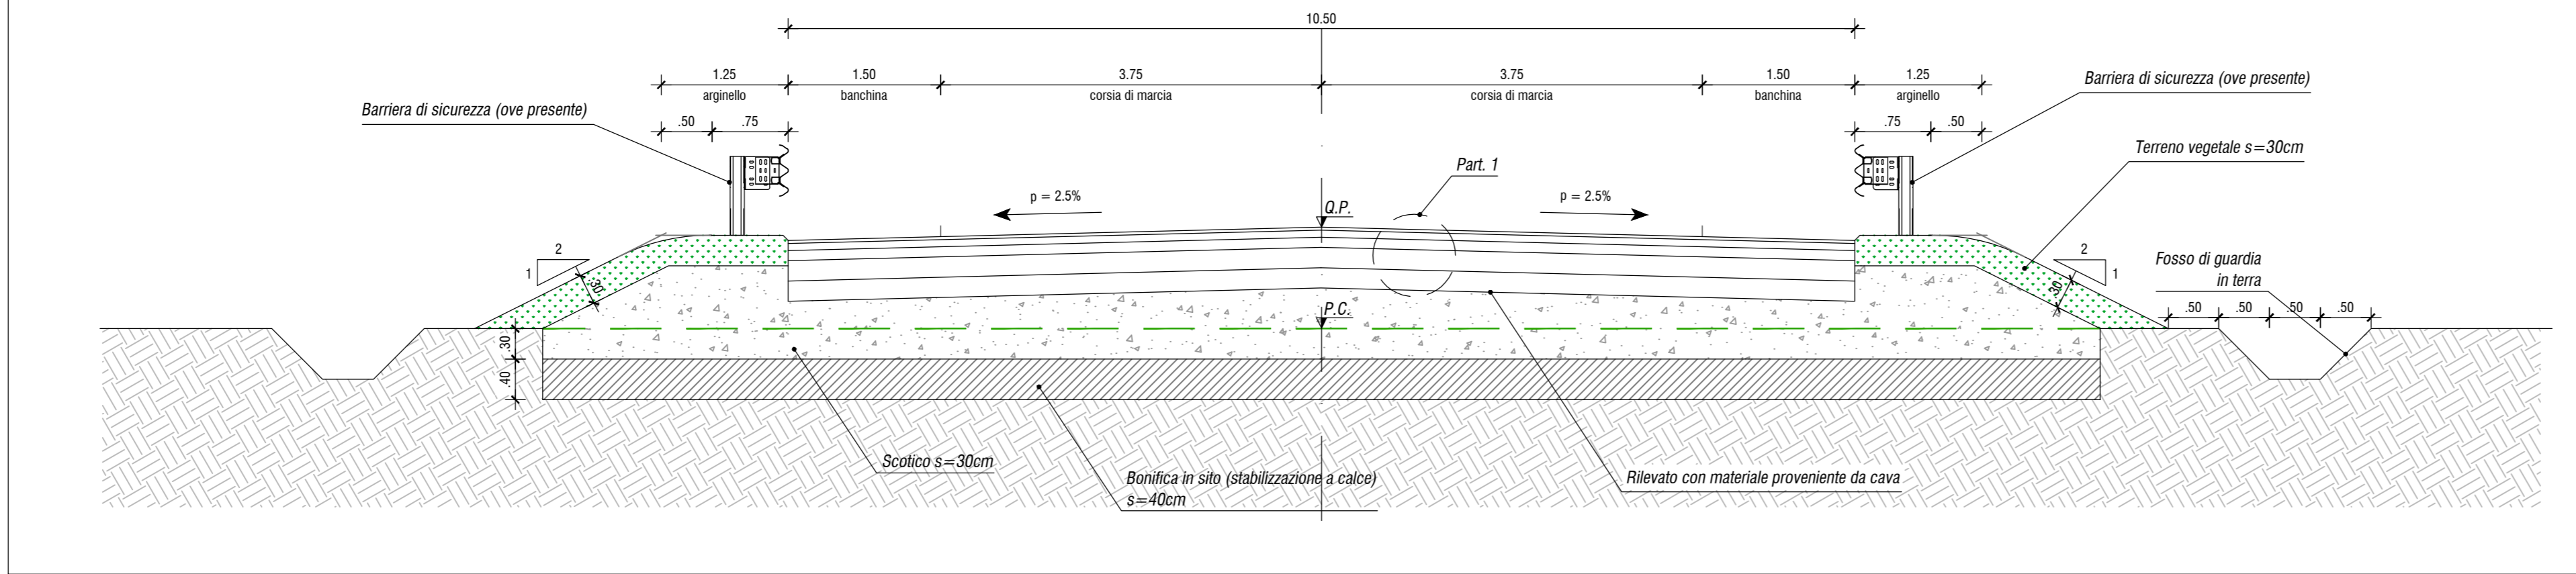 10.50
1.25 1.50 3.75 3.75 1.50 1.25
arginello banchina corsia di marcia corsia di marcia banchina arginello
Barriera di sicurezza (ove presente)
Barriera di sicurezza (ove presente)
.50 .75 .75 .50
Terreno vegetale s=30cm
Part. 1
p = 2.5% p = 2.5%
Q.P.
2
1
2
1
Fosso di guardia
in terra
.30
.30
P.C.
.50 .50 .50 .50
.30
.40
Scotico s=30cm
Bonifica in sito (stabilizzazione a calce)
s=40cm
Rilevato con materiale proveniente da cava